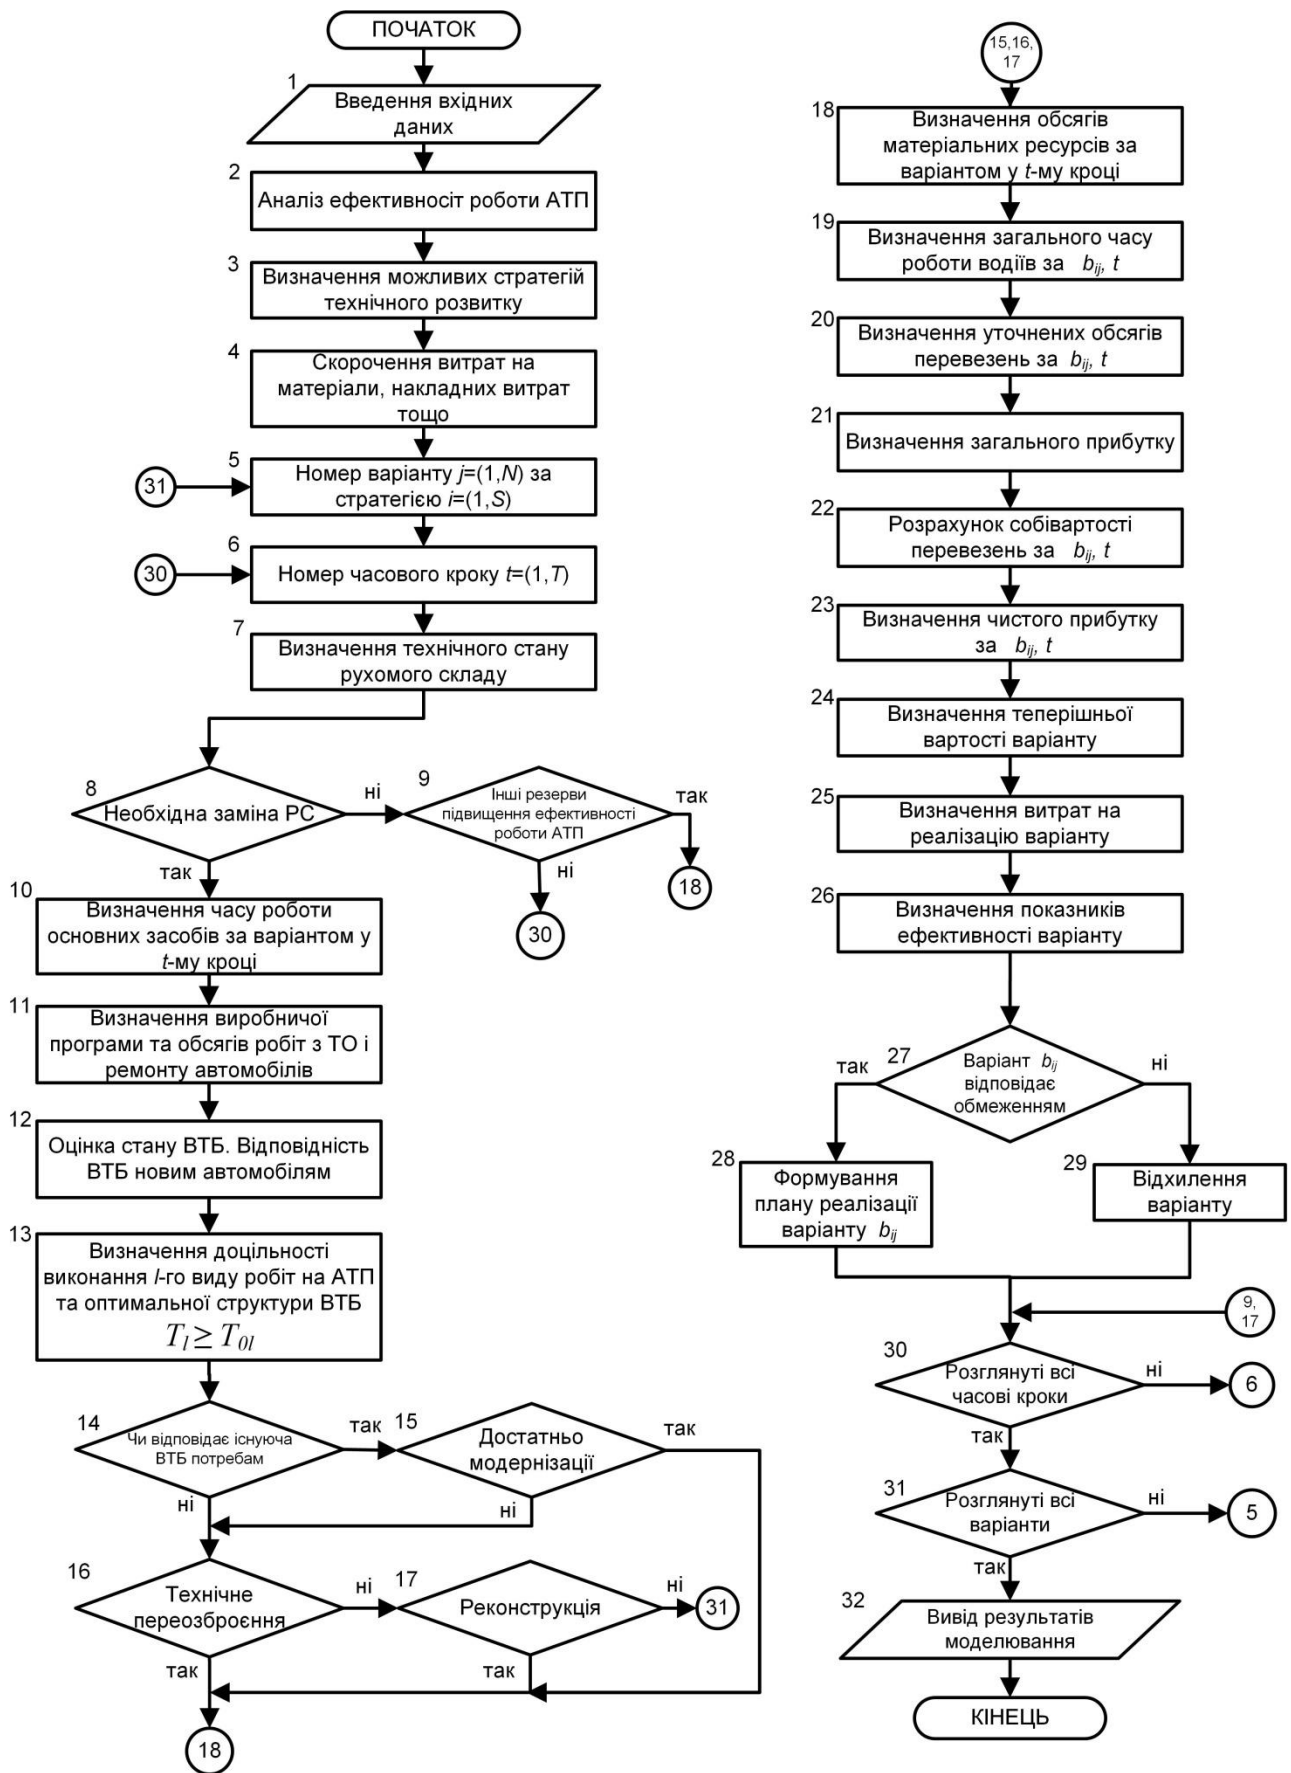 ПОЧАТОК
1
Введення вхідних
даних
2
Аналіз ефективносіт роботи АТП
3
Визначення можливих стратегій
технічного розвитку
4
Скорочення витрат на
матеріали, накладних витрат
тощо
5
31
Номер варіанту j=(1,N) за
стратегією i=(1,S)
6
30
Номер часового кроку t=(1,T)
7
Визначення технічного стану
рухомого складу
8
Необхідна заміна РС
ні
так
9
Інші резерви
підвищення ефективності
роботи АТП
так
18
ні
30
10
Визначення часу роботи
основних засобів за варіантом у
t-му кроці
11
Визначення виробничої
програми та обсягів робіт з ТО і
ремонту автомобілів
12
Оцінка стану ВТБ. Відповідність
ВТБ новим автомобілям
13
Визначення доцільності
виконання l-го виду робіт на АТП
та оптимальної структури ВТБ
T_l ≥ T_0l
14
Чи відповідає існуюча
ВТБ потребам
так
ні
15
Достатньо
модернізації
так
ні
16
Технічне
переозброєння
ні
так
17
Реконструкція
ні
31
так
18
15,16,
17
18
Визначення обсягів
матеріальних ресурсів за
варіантом у t-му кроці
19
Визначення загального часу
роботи водіїв за b_ij, t
20
Визначення уточнених обсягів
перевезень за b_ij, t
21
Визначення загального прибутку
22
Розрахунок собівартості
перевезень за b_ij, t
23
Визначення чистого прибутку
за b_ij, t
24
Визначення теперішньої
вартості варіанту
25
Визначення витрат на
реалізацію варіанту
26
Визначення показників
ефективності варіанту
27
Варіант b_ij
відповідає
обмеженням
так
ні
28
Формування
плану реалізації
варіанту b_ij
29
Відхилення
варіанту
9,
17
30
Розглянуті всі
часові кроки
ні
6
так
31
Розглянуті всі
варіанти
ні
5
так
32
Вивід результатів
моделювання
КІНЕЦЬ